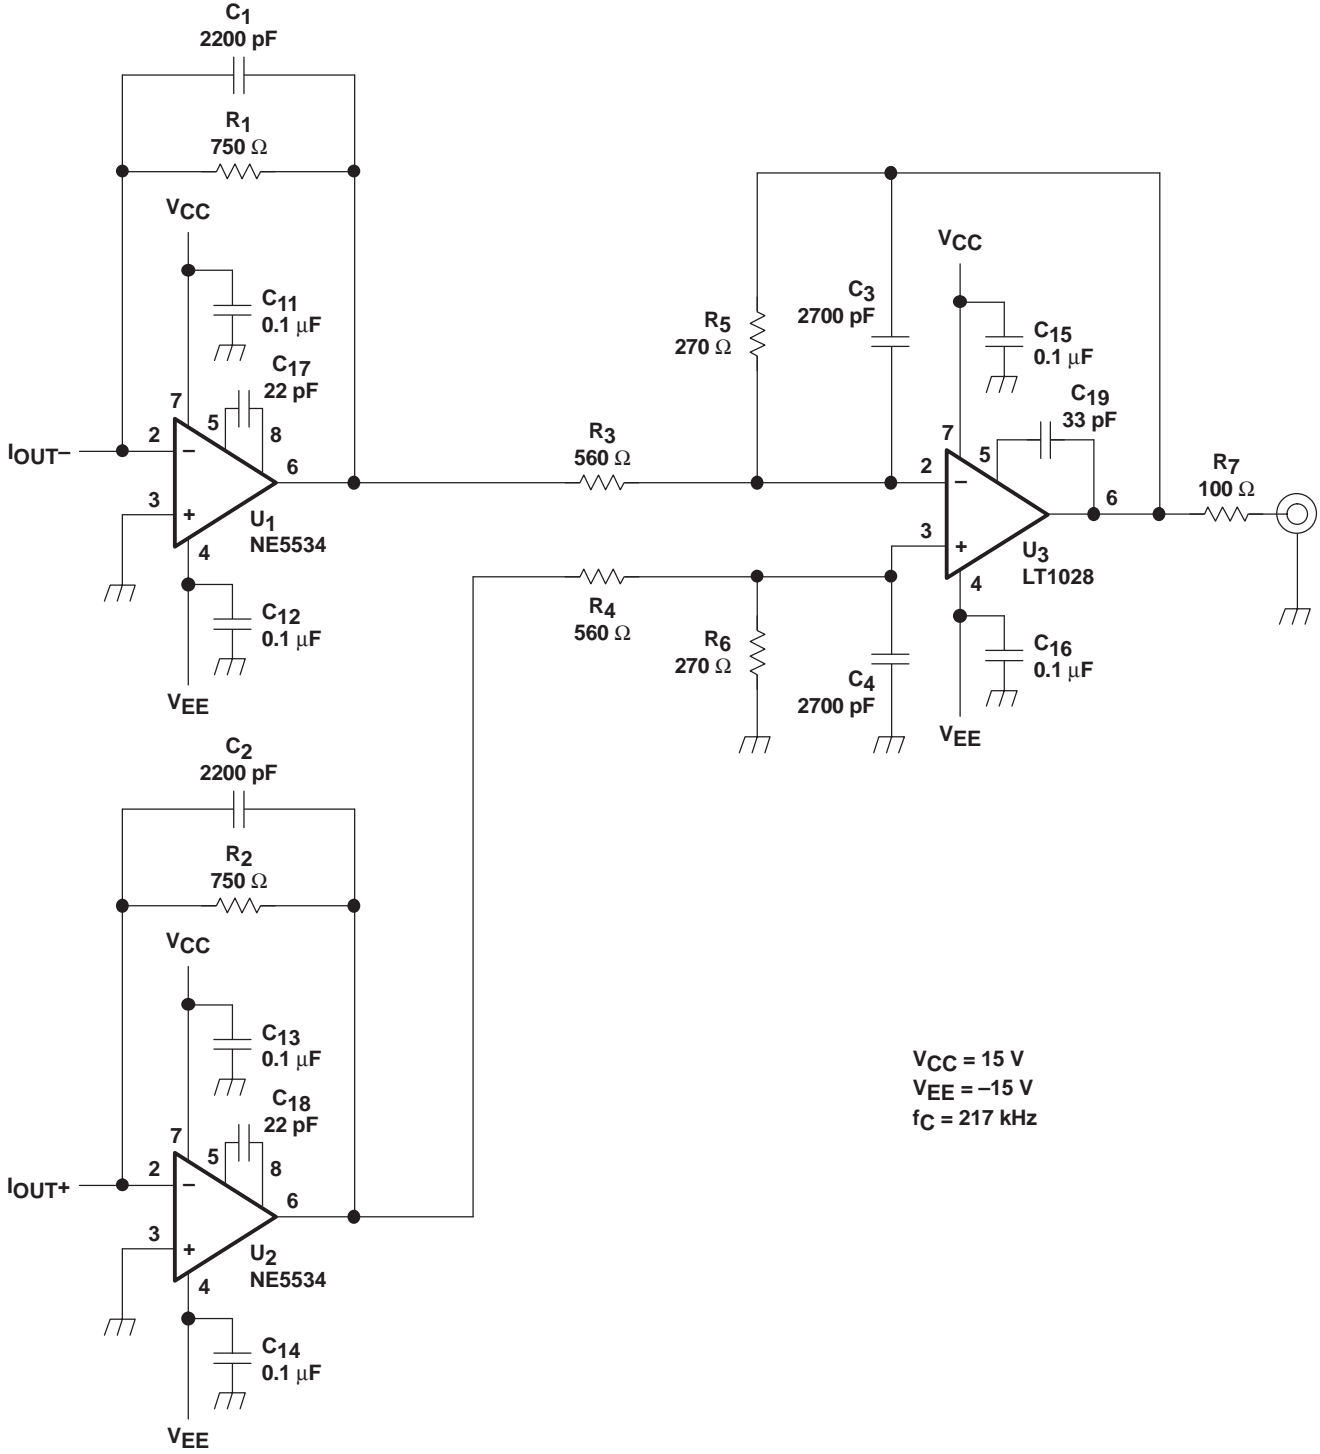 C1
2200 pF
R1
750 Ω
VCC
C11
0.1 μF
C17
22 pF
7
5
8
2
–
IOUT–
6
3
+
U1
NE5534
4
C12
0.1 μF
VEE
R3
560 Ω
R5
270 Ω
C3
2700 pF
VCC
C15
0.1 μF
C19
33 pF
7
5
2
–
6
R7
100 Ω
3
+
U3
LT1028
4
R4
560 Ω
R6
270 Ω
C4
2700 pF
C16
0.1 μF
VEE
C2
2200 pF
R2
750 Ω
VCC
C13
0.1 μF
C18
22 pF
7
5
8
2
–
IOUT+
6
3
+
U2
NE5534
4
C14
0.1 μF
VEE
VCC = 15 V
VEE = –15 V
fC = 217 kHz